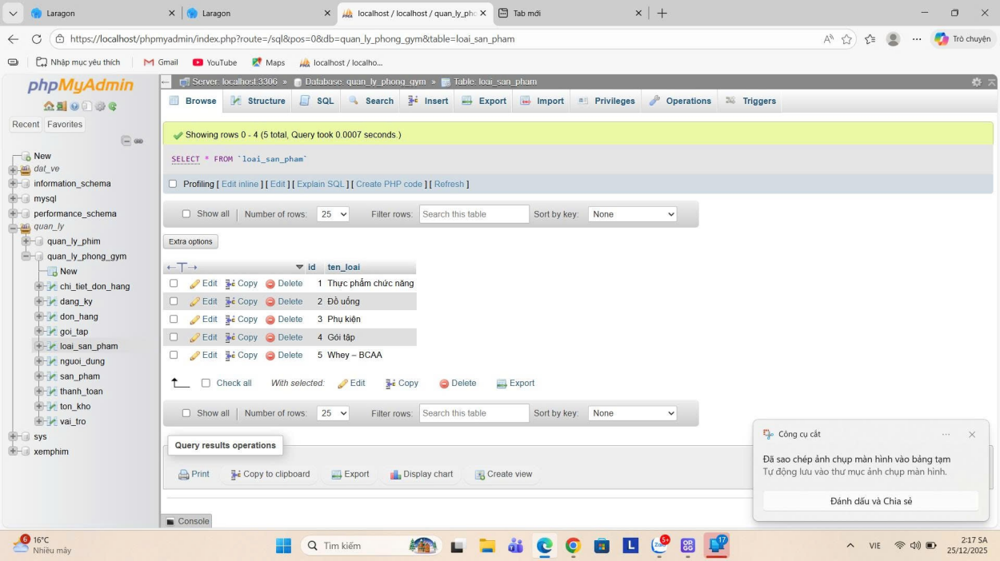 Laragon
Laragon
localhost / localhost / quan_ly_pho
Tab mới
https://localhost/phpmyadmin/index.php?route=/sql&pos=0&db=quan_ly_phong_gym&table=loai_san_pham
Trò chuyện
Nhập mục yêu thích
Gmail
YouTube
Maps
localhost / localho...
phpMyAdmin
Recent
Favorites
New
dat_ve
information_schema
mysql
performance_schema
quan_ly
quan_ly_phim
quan_ly_phong_gym
New
chi_tiet_don_hang
dang_ky
don_hang
goi_tap
loai_san_pham
nguoi_dung
san_pham
thanh_toan
ton_kho
vai_tro
sys
xemphim
Server: localhost:3306 » Database: quan_ly_phong_gym » Table: loai_san_pham
Browse Structure SQL Search Insert Export Import Privileges Operations Triggers
Showing rows 0 - 4 (5 total, Query took 0.0007 seconds.)
SELECT * FROM `loai_san_pham`
Profiling [ Edit inline ] [ Edit ] [ Explain SQL ] [ Create PHP code ] [ Refresh ]
Show all Number of rows: 25 Filter rows: Search this table Sort by key: None
Extra options
id ten_loai
Edit Copy Delete 1 Thực phẩm chức năng
Edit Copy Delete 2 Đồ uống
Edit Copy Delete 3 Phụ kiện
Edit Copy Delete 4 Gói tập
Edit Copy Delete 5 Whey – BCAA
Check all With selected: Edit Copy Delete Export
Show all Number of rows: 25 Filter rows: Search this table Sort by key: None
Query results operations
Print Copy to clipboard Export Display chart Create view
Console
Công cụ cắt
Đã sao chép ảnh chụp màn hình vào bảng tạm
Tự động lưu vào thư mục ảnh chụp màn hình.
Đánh dấu và Chia sẻ
6
16°C
Nhiều mây
Tìm kiếm
L
Zalo
5+
OP
GG
17
VIE
2:17 SA
25/12/2025